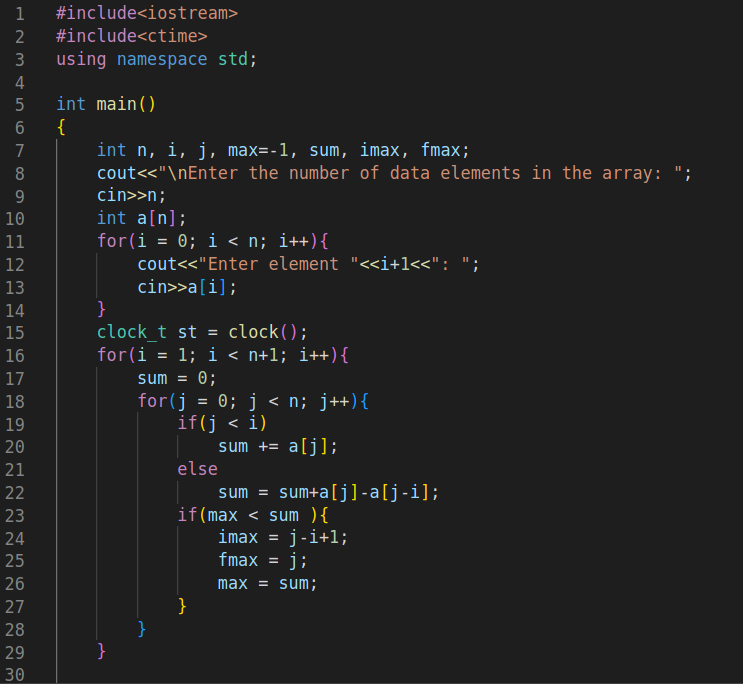 1 #include<iostream>
2 #include<ctime>
3 using namespace std;
4
5 int main()
6 {
7     int n, i, j, max=-1, sum, imax, fmax;
8     cout<<"\nEnter the number of data elements in the array: ";
9     cin>>n;
10     int a[n];
11     for(i = 0; i < n; i++){
12         cout<<"Enter element "<<i+1<<": ";
13         cin>>a[i];
14     }
15     clock_t st = clock();
16     for(i = 1; i < n+1; i++){
17         sum = 0;
18         for(j = 0; j < n; j++){
19             if(j < i)
20                 sum += a[j];
21             else
22                 sum = sum+a[j]-a[j-i];
23             if(max < sum ){
24                 imax = j-i+1;
25                 fmax = j;
26                 max = sum;
27             }
28         }
29     }
30